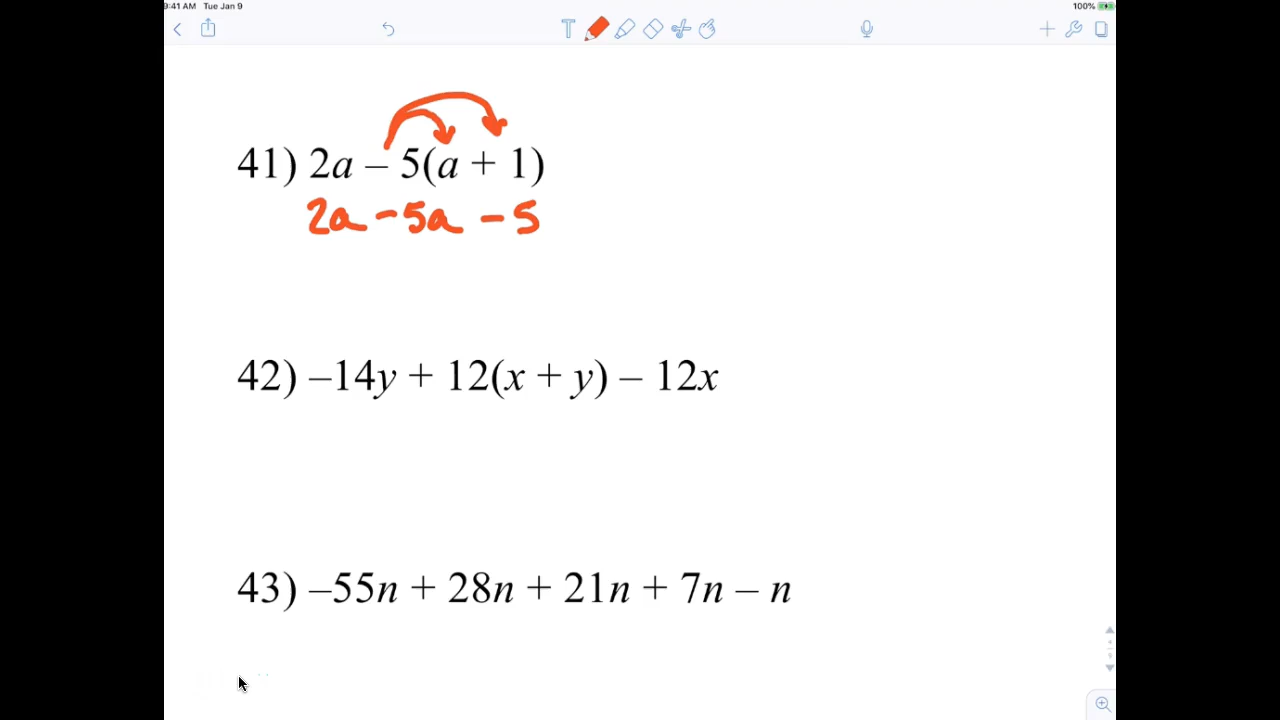 9:41 AM Tue Jan 9
100%
T
41) 2a – 5(a + 1)
2a - 5a - 5
42) –14y + 12(x + y) – 12x
43) –55n + 28n + 21n + 7n – n